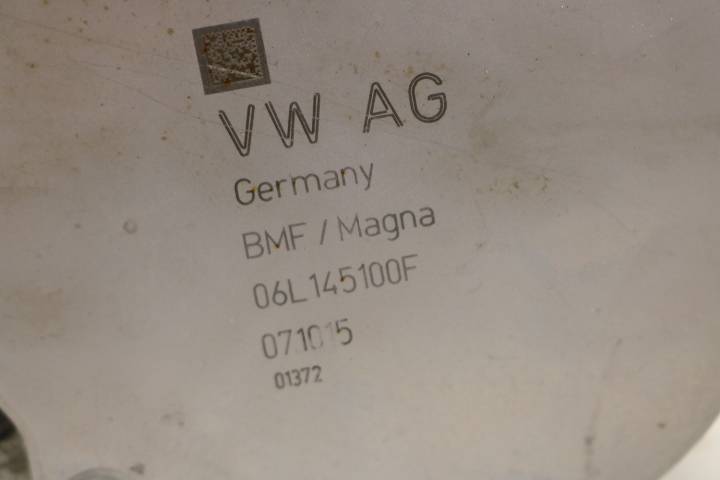 VW AG
Germany
BMF / Magna
06L145100F
071015
01372